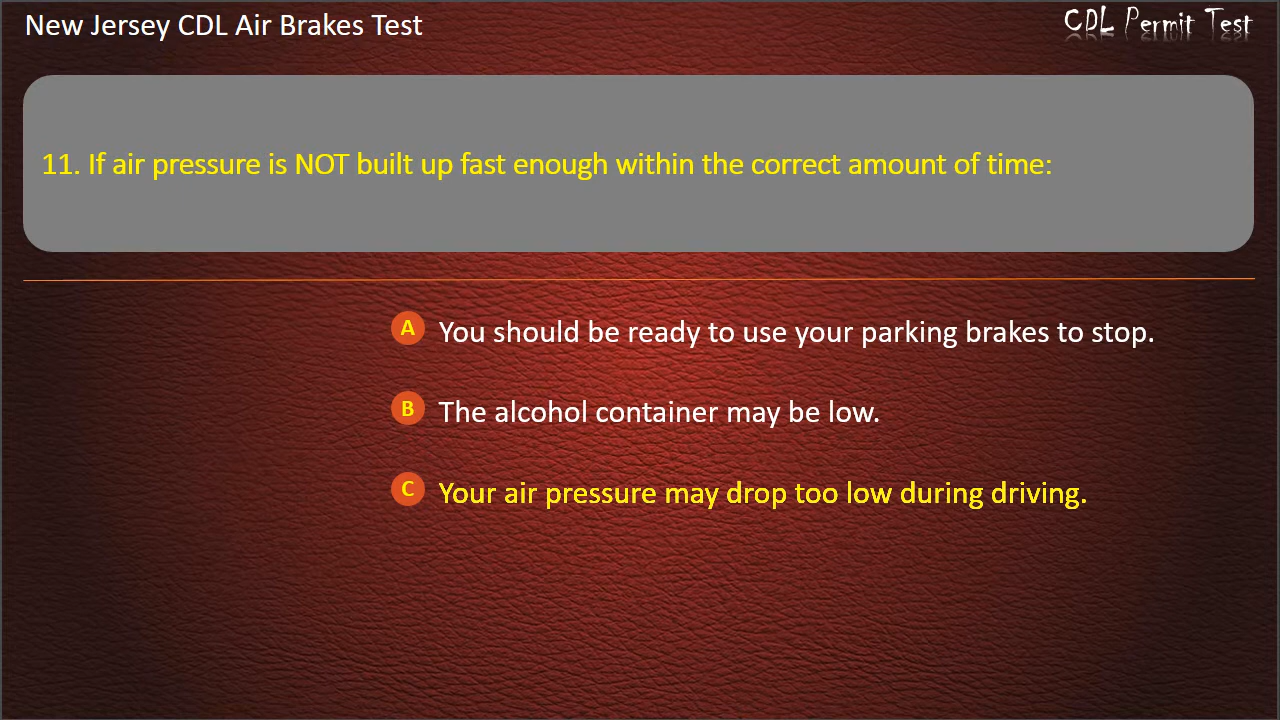 New Jersey CDL Air Brakes Test
CDL Permit Test
11. If air pressure is NOT built up fast enough within the correct amount of time:
A You should be ready to use your parking brakes to stop.
B The alcohol container may be low.
C Your air pressure may drop too low during driving.